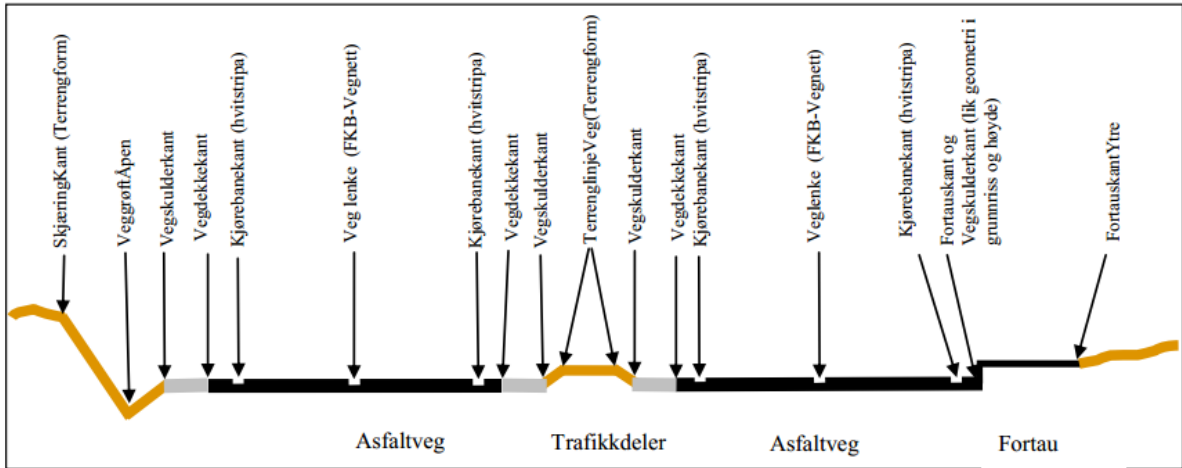 SkjæringKant (Terrengform)
VeggrøftÅpen
Vegskulderkant
Vegdekkekant
Kjørebanekant (hvitstripa)
Veg lenke  (FKB-Vegnett)
Kjørebanekant (hvitstripa)
Vegdekkekant
Vegskulderkant
TerrenglinjeVeg(Terrengform)
Vegskulderkant
Vegdekkekant
Kjørebanekant (hvitstripa)
Veglenke  (FKB-Vegnett)
Kjørebanekant (hvitstripa)
Fortauskant og
Vegskulderkant (lik geometri i
grunnriss og høyde)
FortauskantYtre
Asfaltveg
Trafikkdeler
Asfaltveg
Fortau